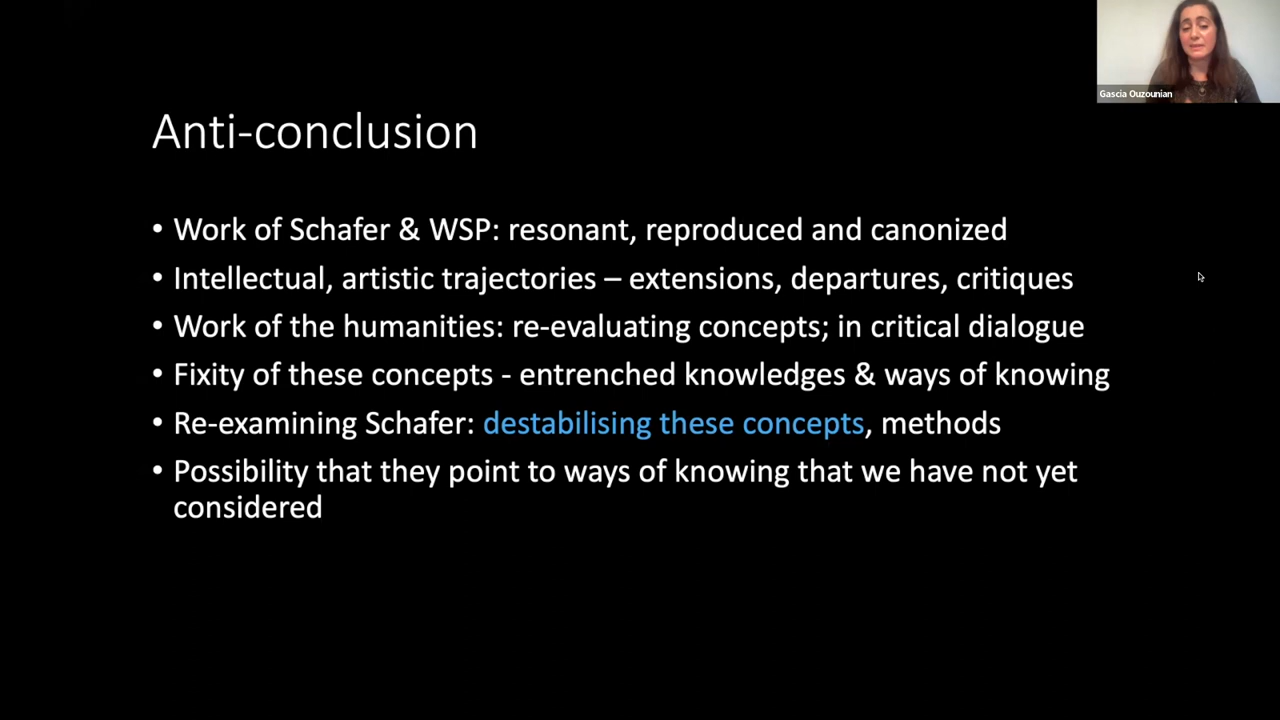 Gascia Ouzounian
Anti-conclusion
• Work of Schafer & WSP: resonant, reproduced and canonized
• Intellectual, artistic trajectories – extensions, departures, critiques
• Work of the humanities: re-evaluating concepts; in critical dialogue
• Fixity of these concepts - entrenched knowledges & ways of knowing
• Re-examining Schafer: destabilising these concepts, methods
• Possibility that they point to ways of knowing that we have not yet
considered